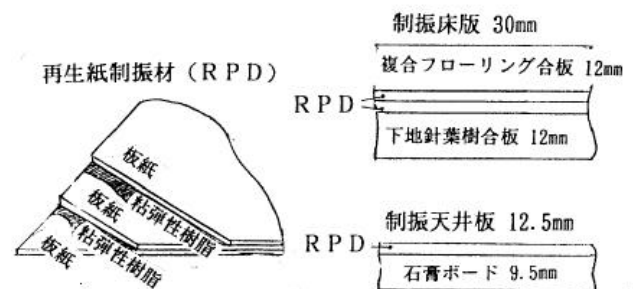 再生紙制振材（ＲＰＤ）
板紙
粘弾性樹脂
板紙
粘弾性樹脂
板紙
制振床版 30mm
複合フローリング合板 12mm
ＲＰＤ
下地針葉樹合板 12mm
制振天井板 12.5mm
ＲＰＤ
石膏ボード 9.5mm